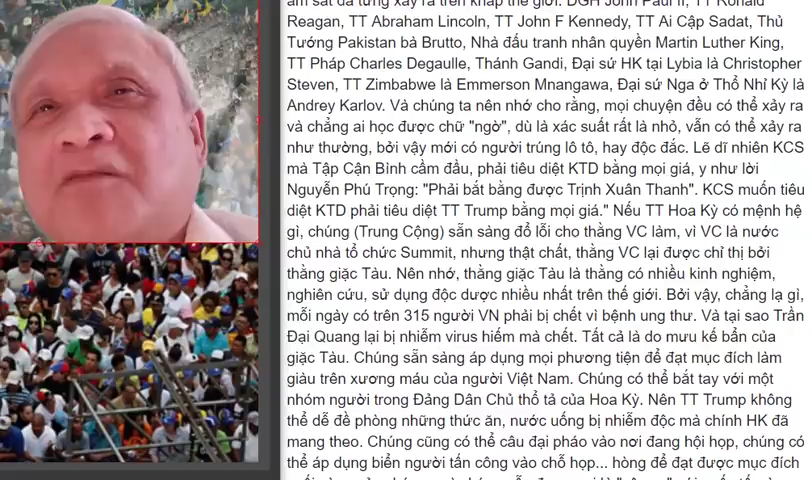 ám sát đã từng xảy ra trên khắp thế giới: ĐGH John Paul II, TT Ronald
Reagan, TT Abraham Lincoln, TT John F Kennedy, TT Ai Cập Sadat, Thủ
Tướng Pakistan bà Brutto, Nhà đấu tranh nhân quyền Martin Luther King,
TT Pháp Charles Degaulle, Thánh Gandi, Đại sứ HK tại Lybia là Christopher
Steven, TT Zimbabwe là Emmerson Mnangawa, Đại sứ Nga ở Thổ Nhỉ Kỳ là
Andrey Karlov. Và chúng ta nên nhớ cho rằng, mọi chuyện đều có thể xảy ra
và chẳng ai học được chữ "ngờ", dù là xác suất rất là nhỏ, vẫn có thể xảy ra
như thường, bởi vậy mới có người trúng lô tô, hay độc đắc. Lẽ dĩ nhiên KCS
mà Tập Cận Bình cầm đầu, phải tiêu diệt KTD bằng mọi giá, y như lời
Nguyễn Phú Trọng: "Phải bắt bằng được Trịnh Xuân Thanh". KCS muốn tiêu
diệt KTD phải tiêu diệt TT Trump bằng mọi giá." Nếu TT Hoa Kỳ có mệnh hệ
gì, chúng (Trung Cộng) sẵn sàng đổ lỗi cho thằng VC làm, vì VC là nước
chủ nhà tổ chức Summit, nhưng thật chất, thằng VC lại được chỉ thị bởi
thằng giặc Tàu. Nên nhớ, thằng giặc Tàu là thằng có nhiều kinh nghiệm,
nghiên cứu, sử dụng độc dược nhiều nhất trên thế giới. Bởi vậy, chẳng lạ gì,
mỗi ngày có trên 315 người VN phải bị chết vì bệnh ung thư. Và tại sao Trần
Đại Quang lại bị nhiễm virus hiếm mà chết. Tất cả là do mưu kế bẩn của
giặc Tàu. Chúng sẵn sàng áp dụng mọi phương tiện để đạt mục đích làm
giàu trên xương máu của người Việt Nam. Chúng có thể bắt tay với một
nhóm người trong Đảng Dân Chủ thổ tả của Hoa Kỳ. Nên TT Trump không
thể dễ đề phòng những thức ăn, nước uống bị nhiễm độc mà chính HK đã
mang theo. Chúng cũng có thể câu đại pháo vào nơi đang hội họp, chúng có
thể áp dụng biển người tấn công vào chỗ họp... hòng để đạt được mục đích